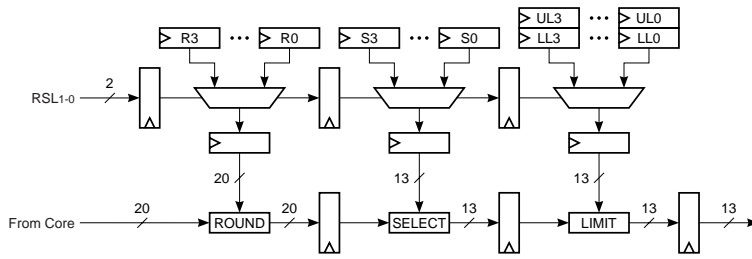 R3 ••• R0 S3 ••• S0 UL3 ••• UL0
LL3 ••• LL0
2
RSL1-0
20 13 13
From Core 20 ROUND 20 SELECT 13 LIMIT 13 13